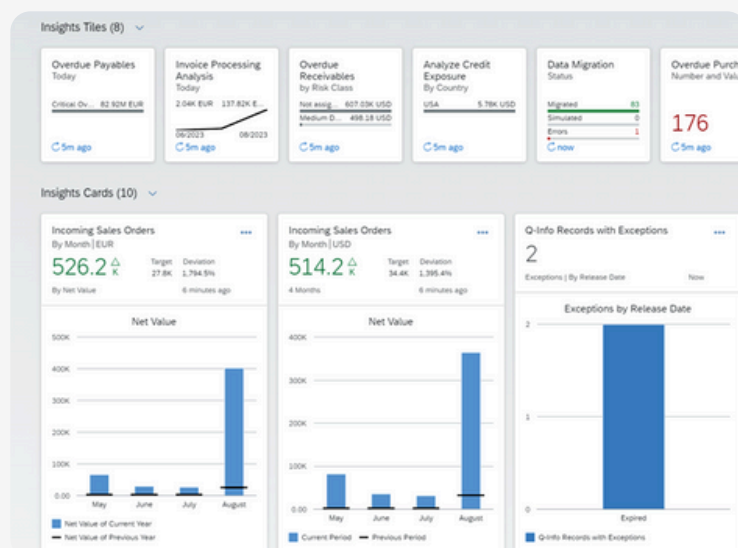 Insights Tiles (8)
Overdue Payables
Today
Critical Ov... 82.92M EUR
5m ago
Invoice Processing
Analysis
Today
2.04K EUR 137.82K E...
06/2023 08/2023
5m ago
Overdue
Receivables
by Risk Class
Not assig... 607.03K USD
Medium D... 498.18 USD
5m ago
Analyze Credit
Exposure
By Country
USA 5.78K USD
5m ago
Data Migration
Status
Migrated 83
Simulated 0
Errors 1
now
Overdue Purch
Number and Valu
176
5m ago
Insights Cards (10)
Incoming Sales Orders
By Month | EUR
526.2 K
Target Deviation
27.8K 1,794.5%
By Net Value 6 minutes ago
Net Value
500K
400K
300K
200K
100K
0.00
May June July August
Net Value of Current Year
Net Value of Previous Year
Incoming Sales Orders
By Month | USD
514.2 K
Target Deviation
34.4K 1,395.4%
4 Months 6 minutes ago
Net Value
400K
300K
200K
100K
0.00
May June July August
Current Period Previous Period
Q-Info Records with Exceptions
2
Exceptions | By Release Date Now
Exceptions by Release Date
2
1
0
Expired
Q-Info Records with Exceptions